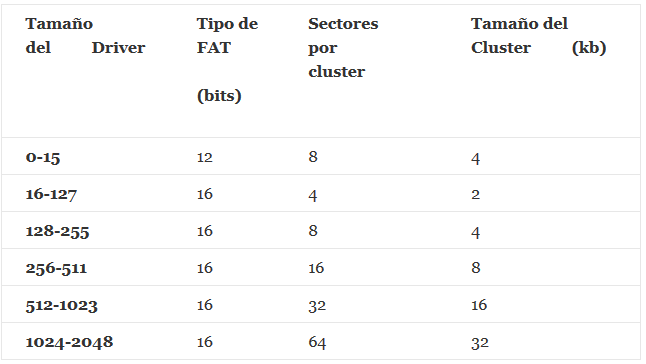 Tamaño del Driver Tipo de FAT (bits) Sectores por cluster Tamaño del Cluster (kb)
0-15 12 8 4
16-127 16 4 2
128-255 16 8 4
256-511 16 16 8
512-1023 16 32 16
1024-2048 16 64 32